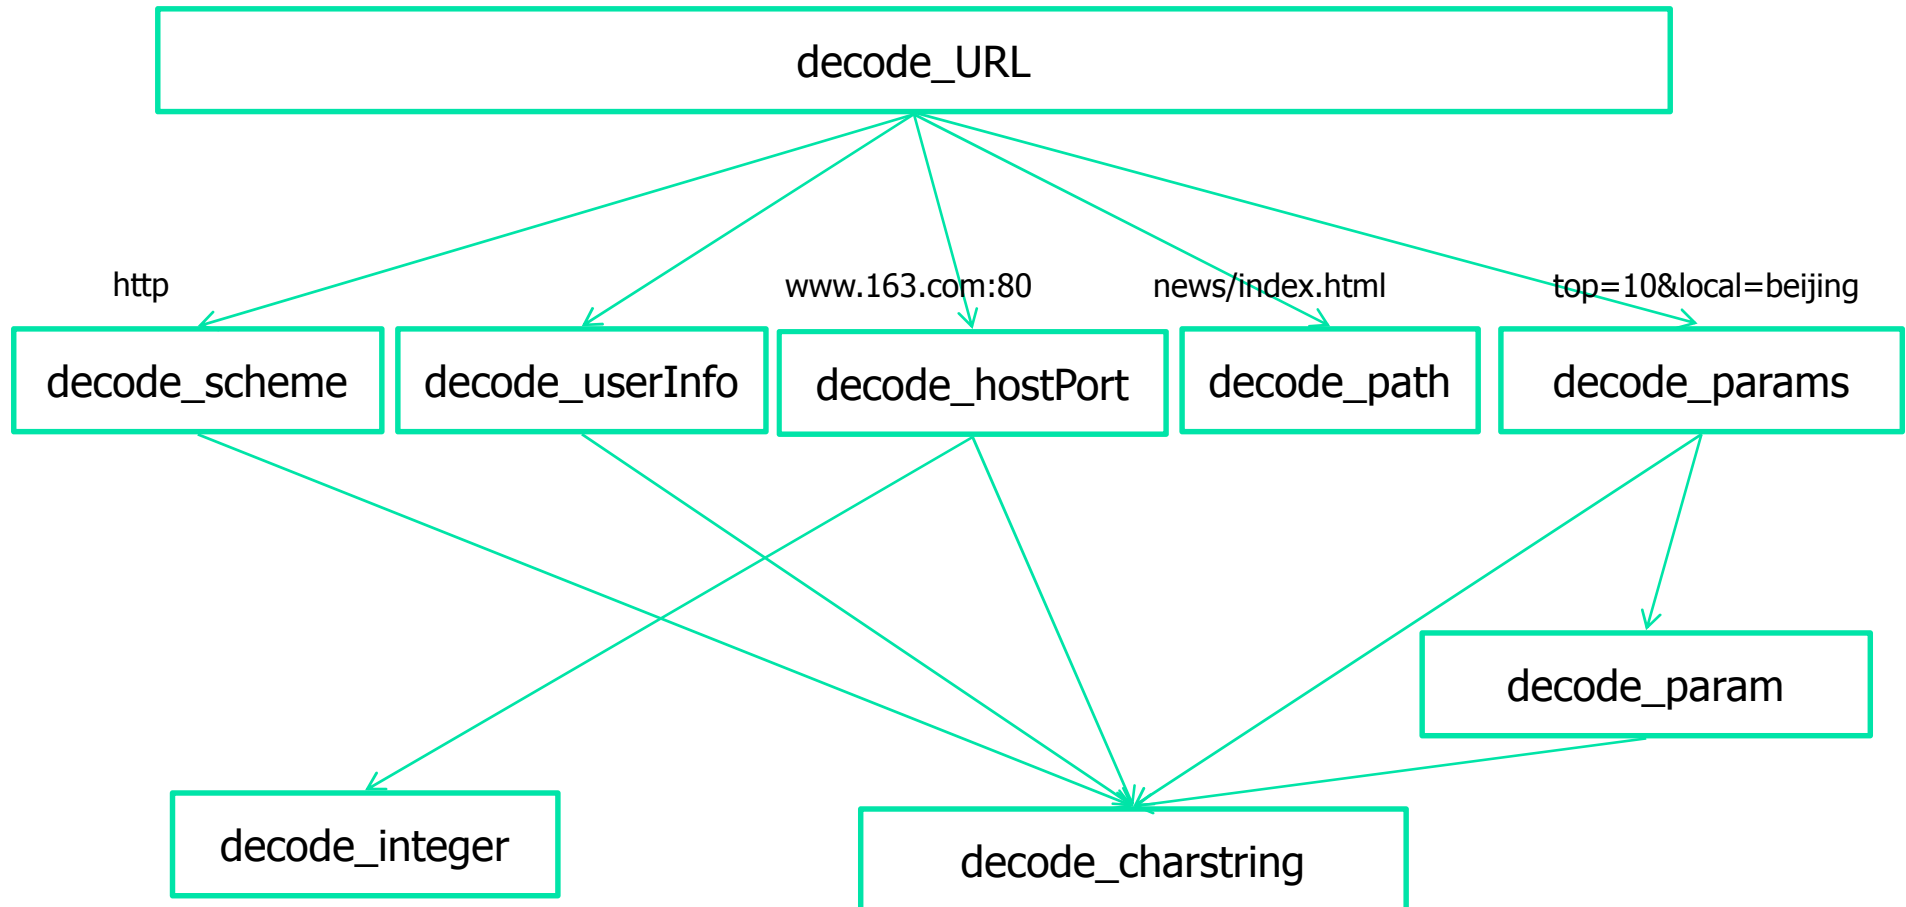 decode_URL
http
www.163.com:80
news/index.html
top=10&local=beijing
decode_scheme
decode_userInfo
decode_hostPort
decode_path
decode_params
decode_param
decode_integer
decode_charstring